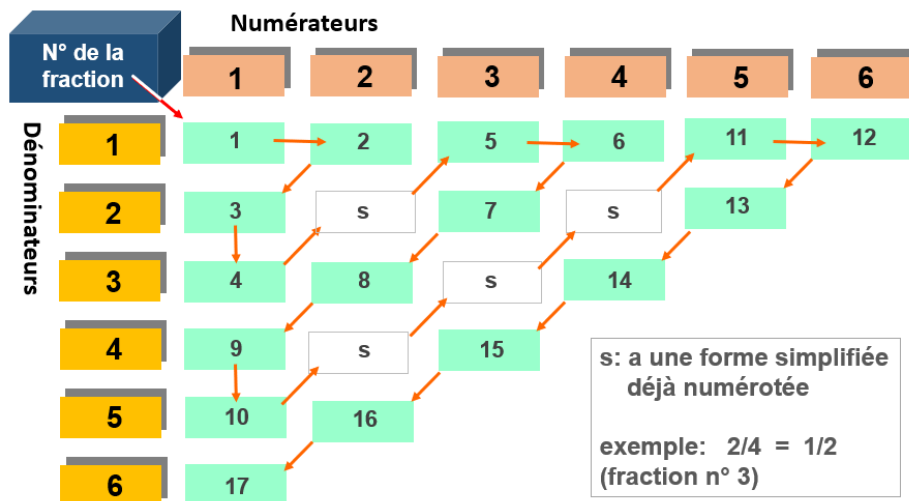 Numérateurs
N° de la
fraction
1 2 3 4 5 6
Dénominateurs
1 1 2 5 6 11 12
2 3 s 7 s 13
3 4 8 s 14
4 9 s 15
5 10 16
6 17
s: a une forme simplifiée
déjà numérotée
exemple: 2/4 = 1/2
(fraction n° 3)